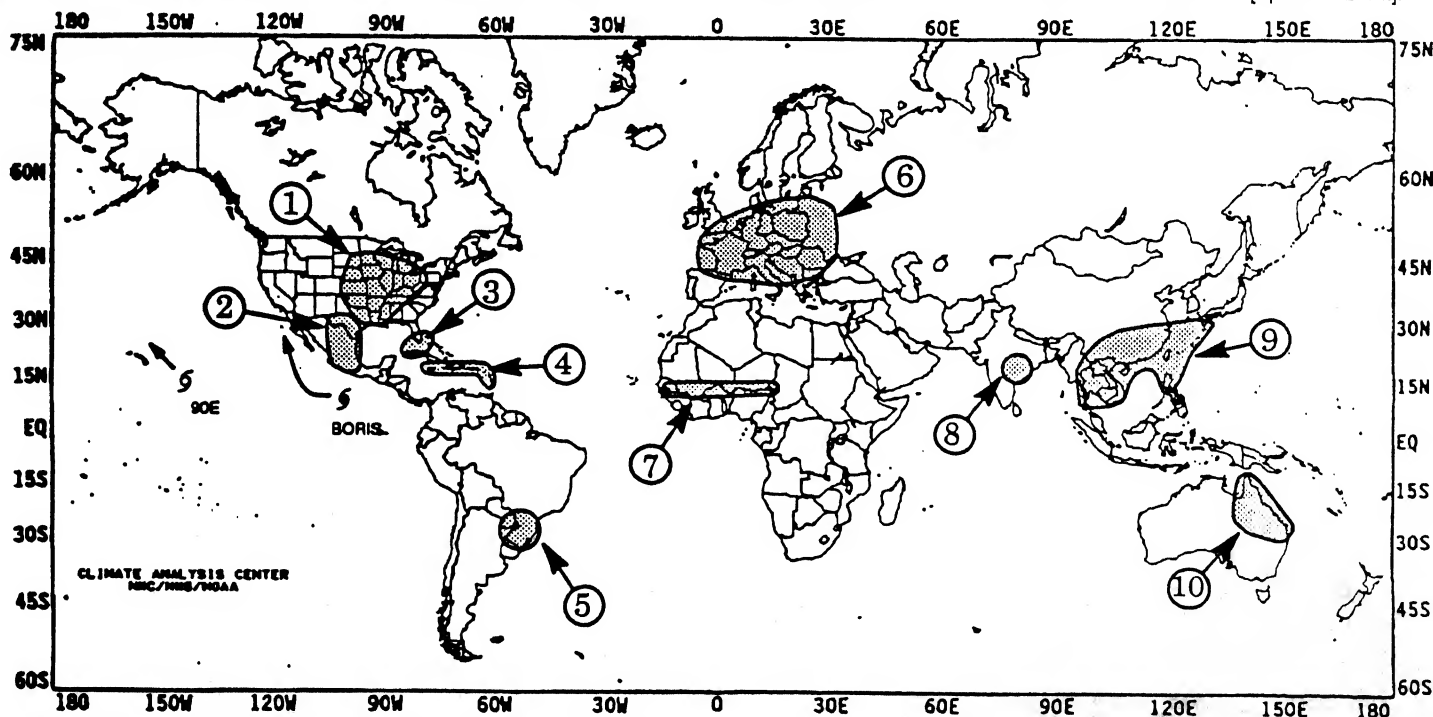 180 150W 120W 90W 60W 30W 0 30E 60E 90E 120E 150E 180
75N 75N
60N 60N
1 6
45N 45N
2 3
30N 30N
9
4
15N 15N
90E
BORIS
7 8
EQ EQ
15S 15S
30S 30S
10
CLIMATE ANALYSIS CENTER
NMC/NWS/NOAA
5
45S 45S
60S 60S
180 150W 120W 90W 60W 30W 0 30E 60E 90E 120E 150E 180